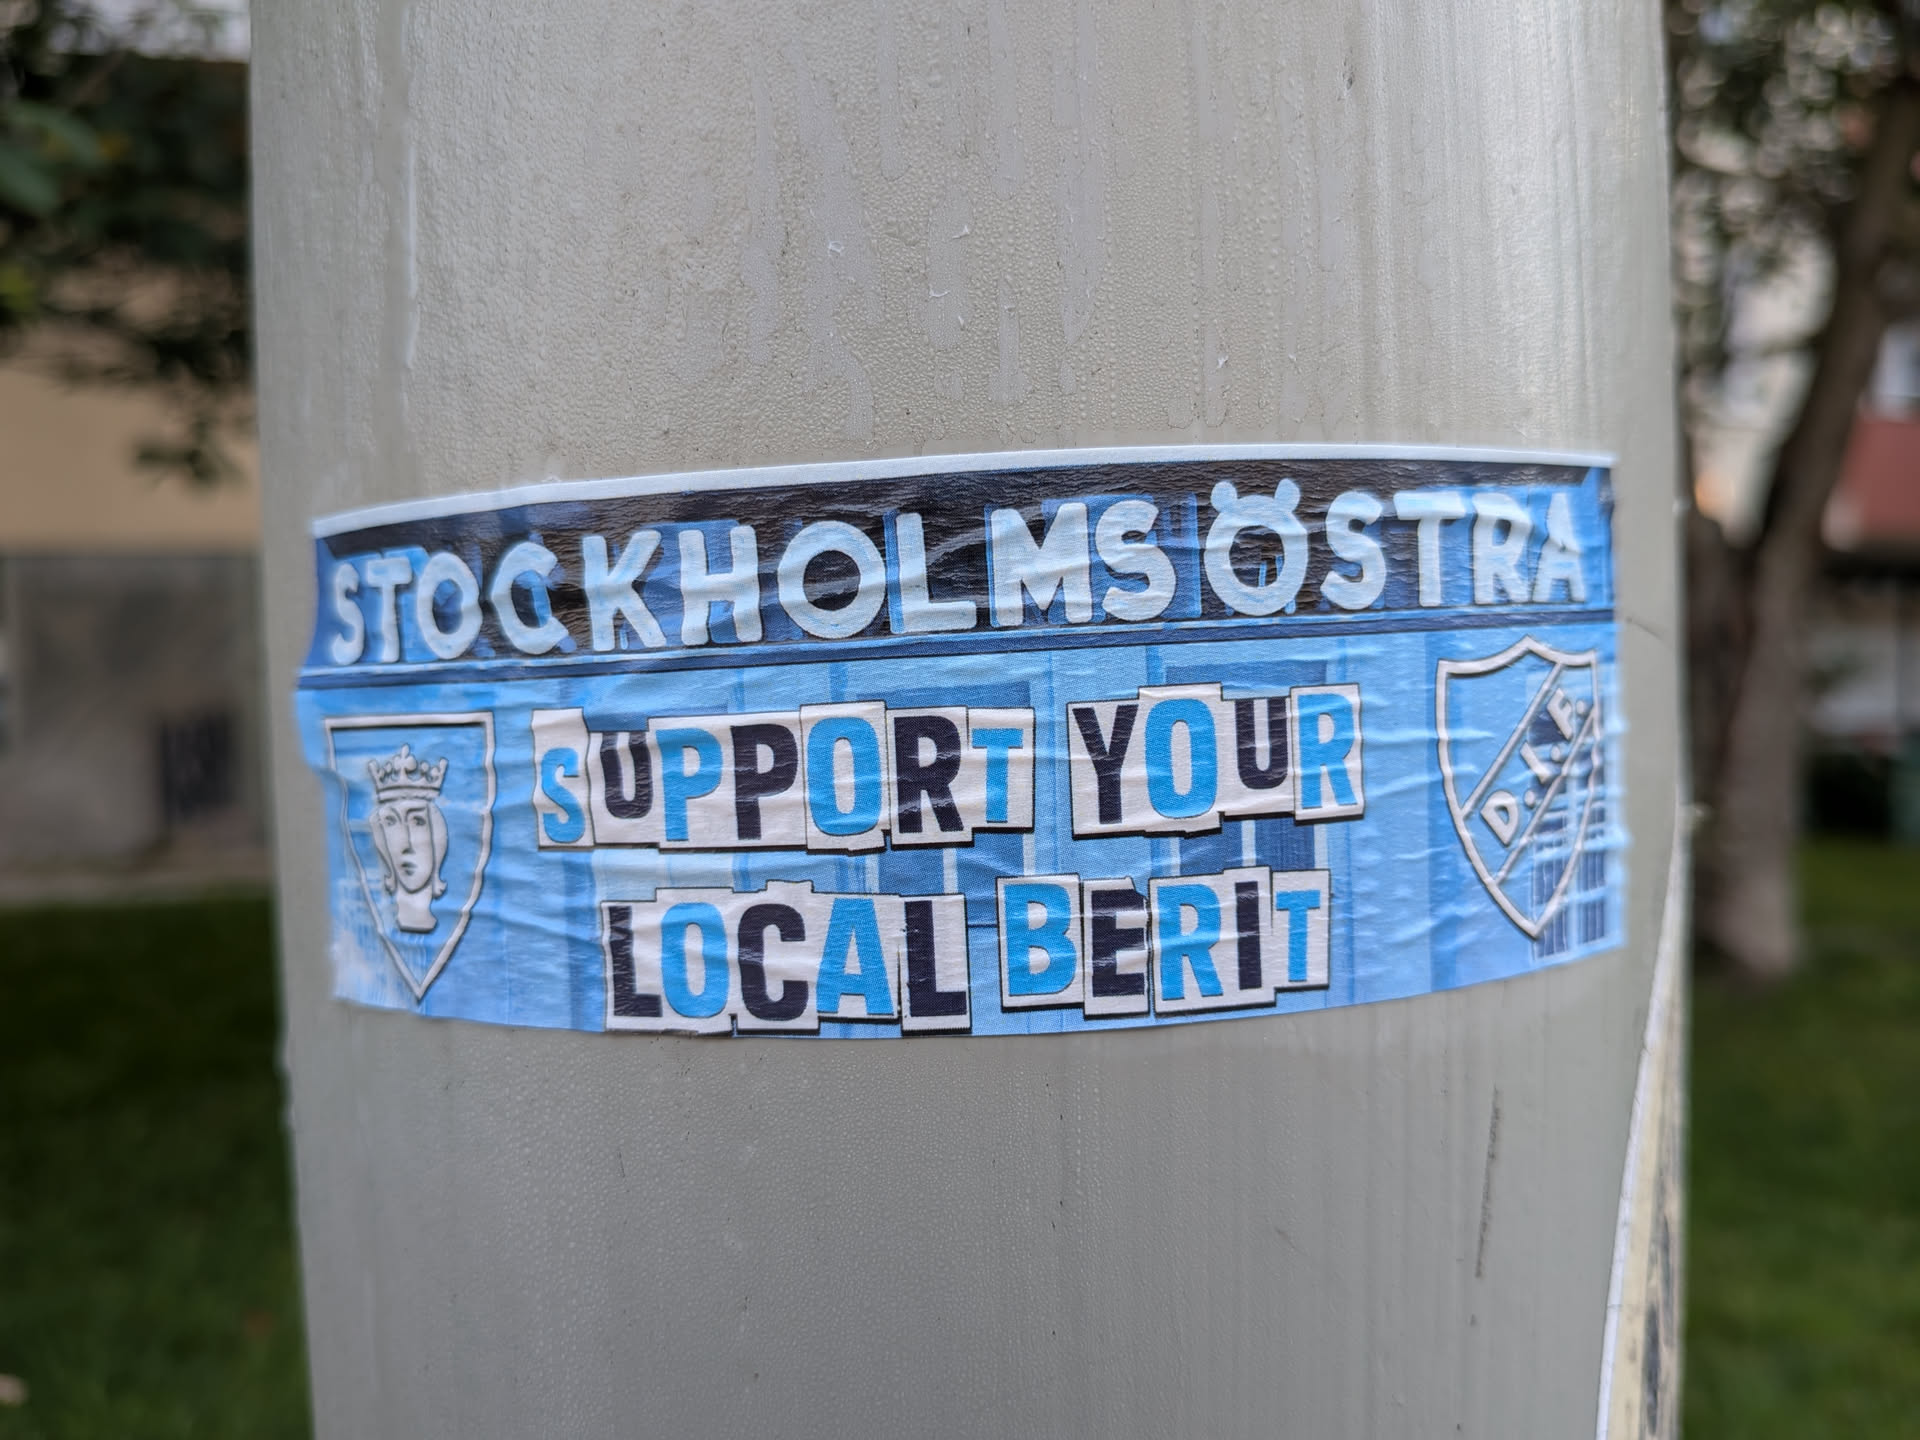 STOCKHOLMS ÖSTRA
SUPPORT YOUR
LOCAL BERIT
D.I.F.